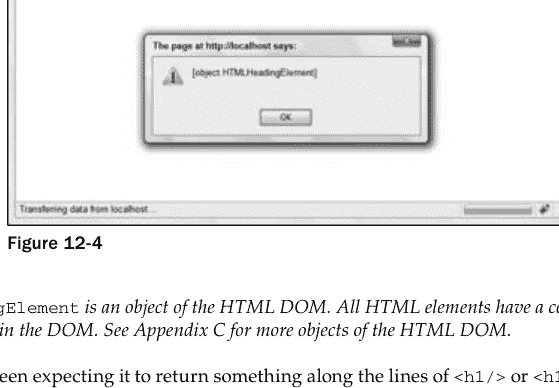 The page at http://localhost says:
[object HTMLHeadingElement]
OK
Transferring data from localhost...
Figure 12-4
gElement is an object of the HTML DOM. All HTML elements have a co
in the DOM. See Appendix C for more objects of the HTML DOM.
een expecting it to return something along the lines of <h1/> or <h1